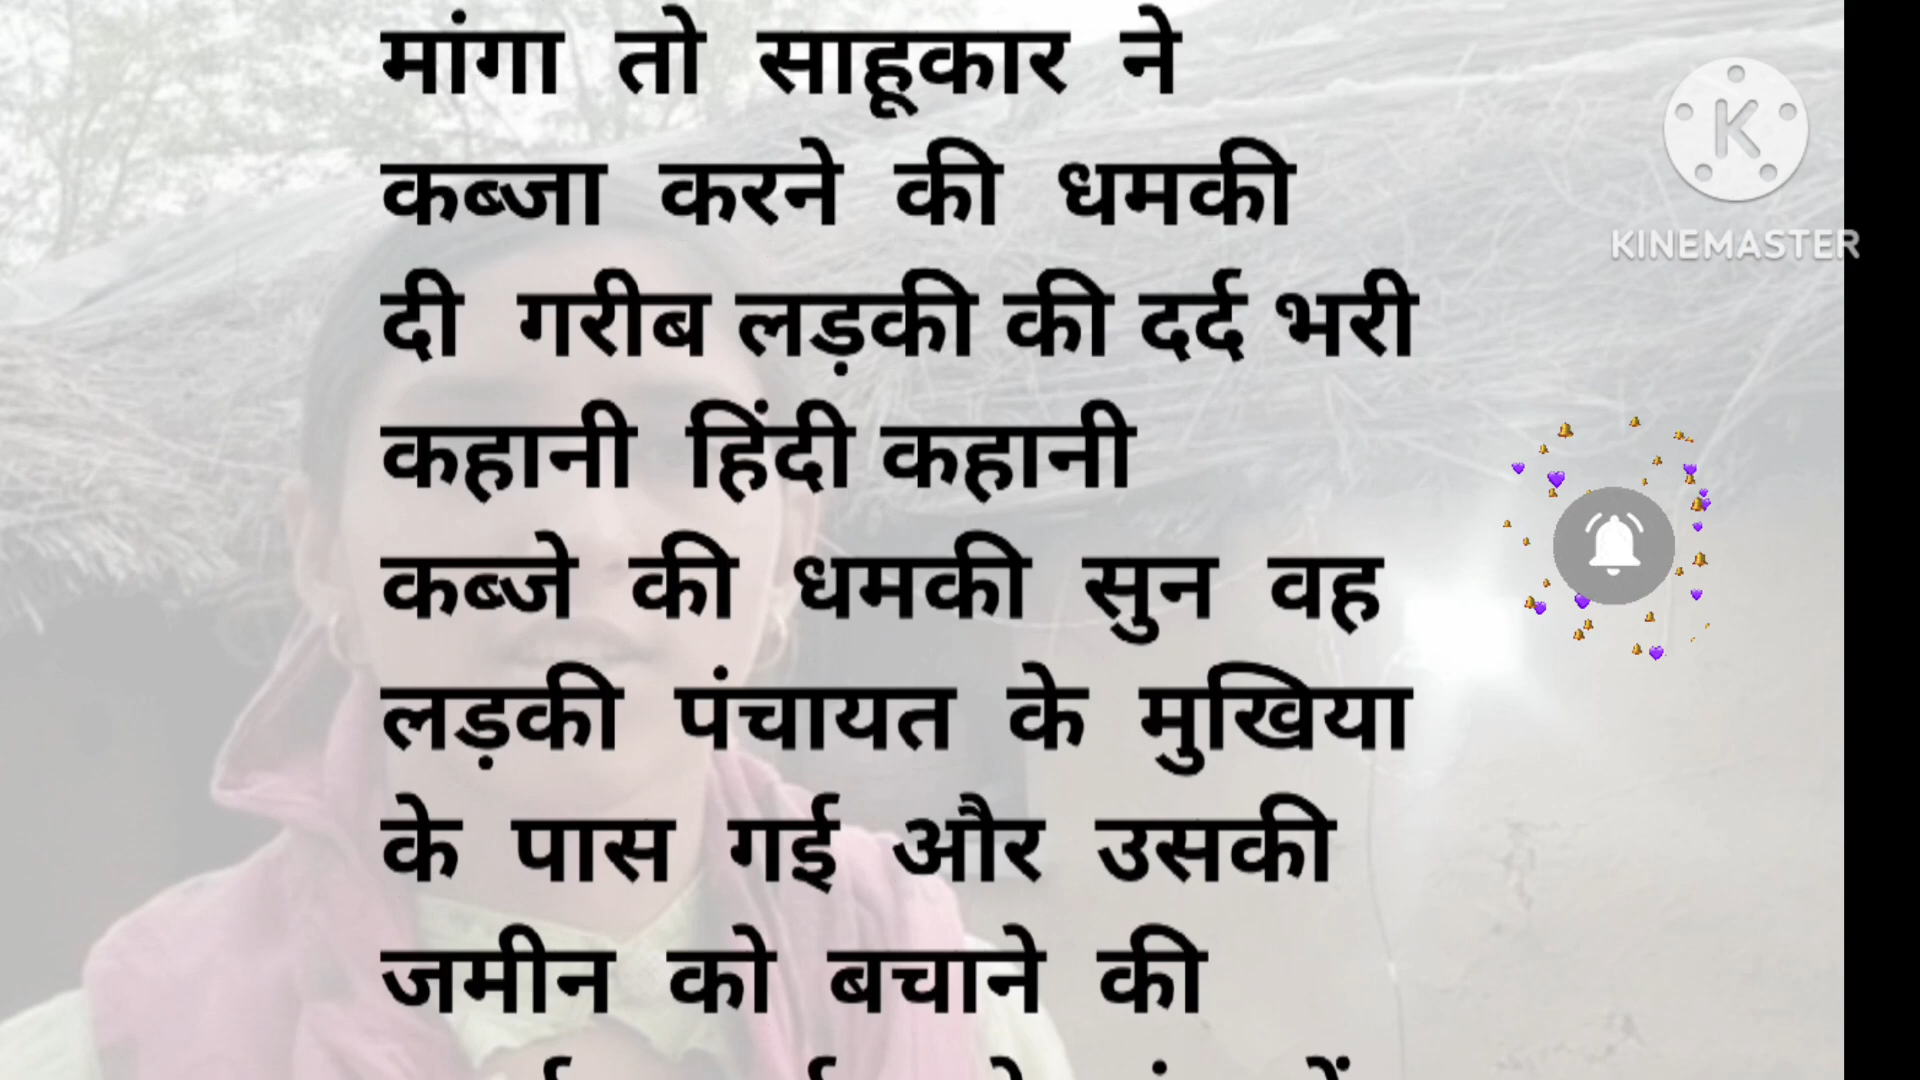 मांगा तो साहूकार ने
कब्जा करने की धमकी
दी गरीब लड़की की दर्द भरी
कहानी हिंदी कहानी
कब्जे की धमकी सुन वह
लड़की पंचायत के मुखिया
के पास गई और उसकी
जमीन को बचाने की
K
KINEMASTER